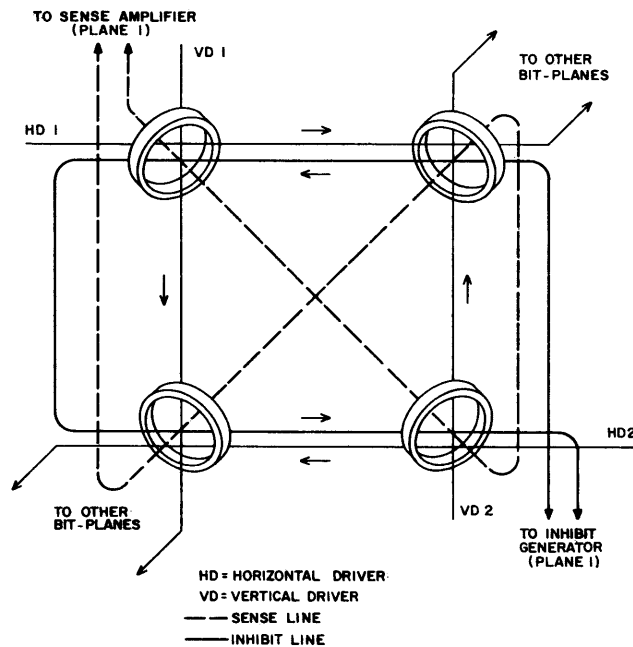 TO SENSE AMPLIFIER
(PLANE 1)
VD 1
TO OTHER
BIT-PLANES
HD 1
HD2
TO OTHER
BIT-PLANES
VD 2
TO INHIBIT
GENERATOR
(PLANE 1)
HD = HORIZONTAL DRIVER
VD = VERTICAL DRIVER
SENSE LINE
INHIBIT LINE